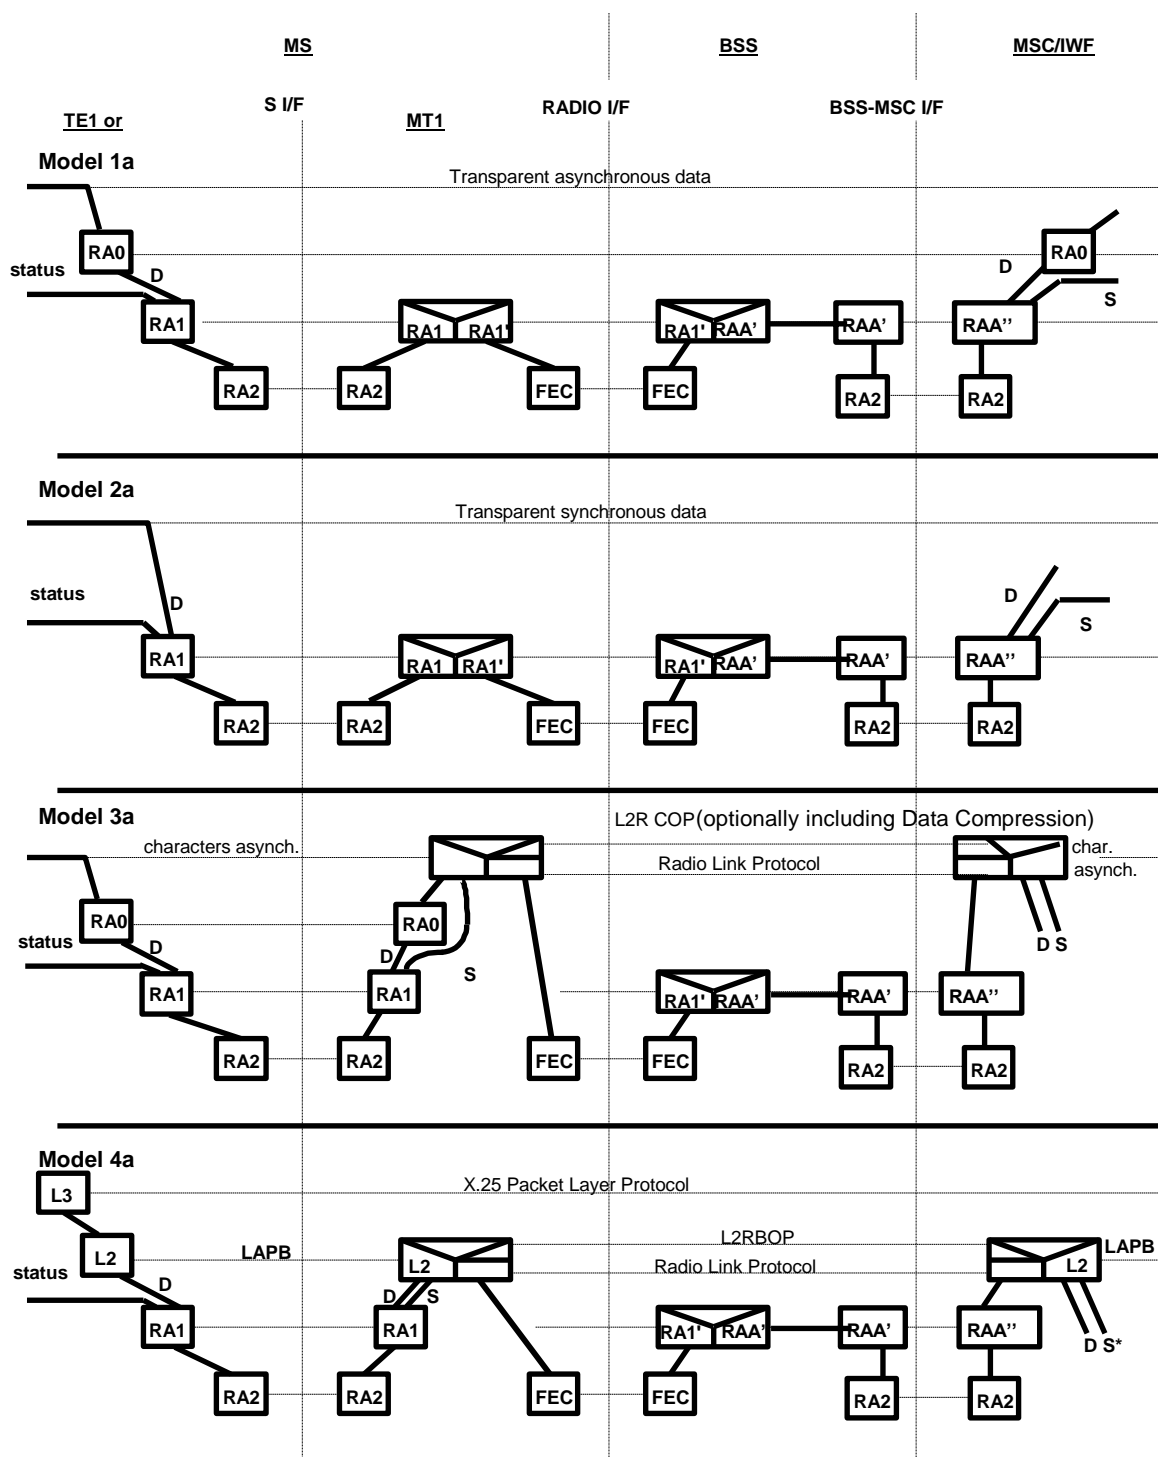 MS BSS MSC/IWF
S I/F RADIO I/F BSS-MSC I/F
TE1 or MT1
Model 1a
Transparent asynchronous data
RA0 RA0
status D D
S
RA1 RA1 RA1' RA1' RAA' RAA' RAA''
RA2 RA2 FEC FEC RA2 RA2
Model 2a
Transparent synchronous data
status D D
S
RA1 RA1 RA1' RA1' RAA' RAA' RAA''
RA2 RA2 FEC FEC RA2 RA2
Model 3a
L2R COP(optionally including Data Compression)
characters asynch. char.
Radio Link Protocol asynch.
RA0 RA0
status D D S D S
RA1 RA1 RA1' RAA' RAA' RAA''
RA2 RA2 FEC FEC RA2 RA2
Model 4a
L3 X.25 Packet Layer Protocol
L2RBOP
L2 LAPB L2 L2 LAPB
Radio Link Protocol
status D D S
RA1 RA1 RA1' RAA' RAA' RAA''
D S*
RA2 RA2 FEC FEC RA2 RA2